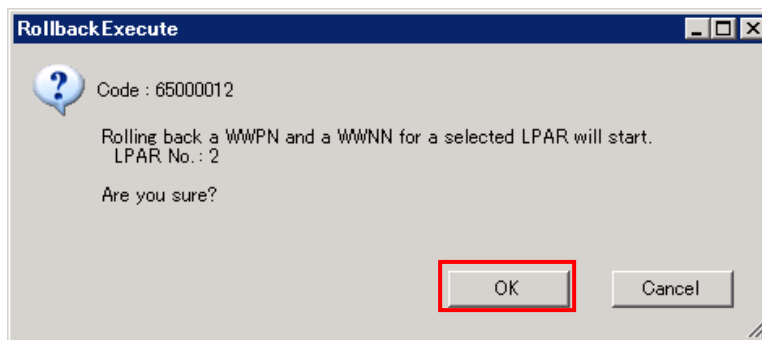 RollbackExecute
Code : 65000012
Rolling back a WWPN and a WWNN for a selected LPAR will start.
LPAR No. : 2
Are you sure?
OK
Cancel